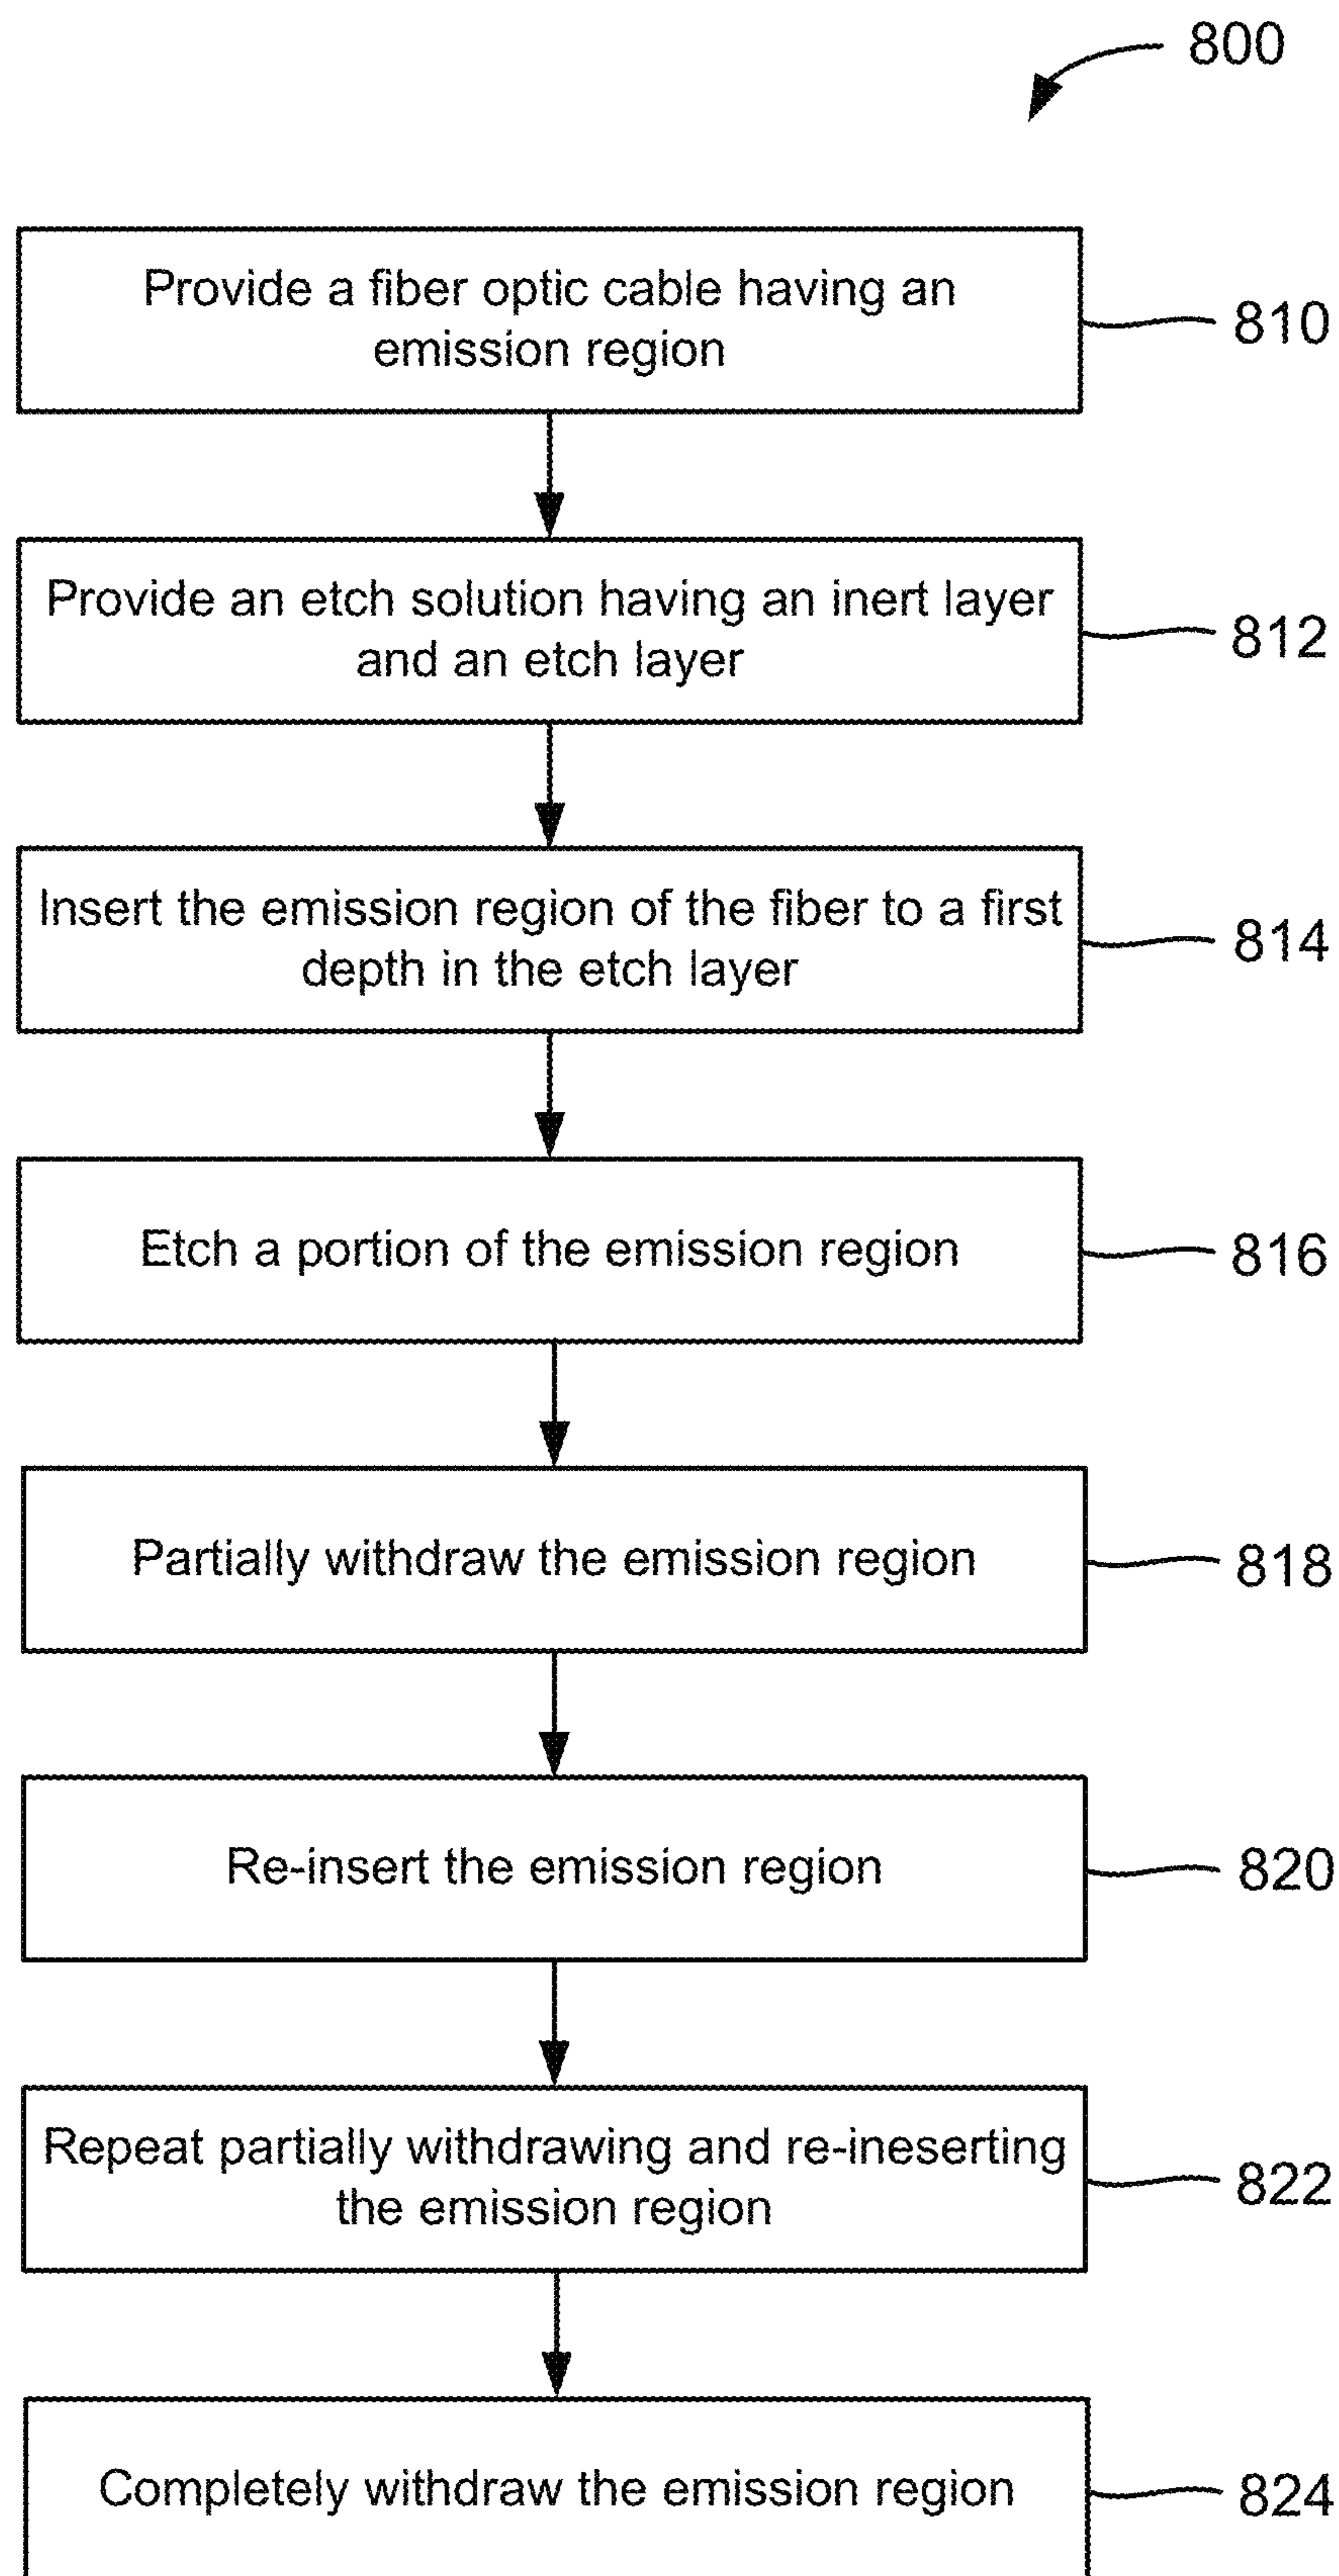 800
Provide a fiber optic cable having an
emission region
810
Provide an etch solution having an inert layer
and an etch layer
812
Insert the emission region of the fiber to a first
depth in the etch layer
814
Etch a portion of the emission region
816
Partially withdraw the emission region
818
Re-insert the emission region
820
Repeat partially withdrawing and re-ineserting
the emission region
822
Completely withdraw the emission region
824